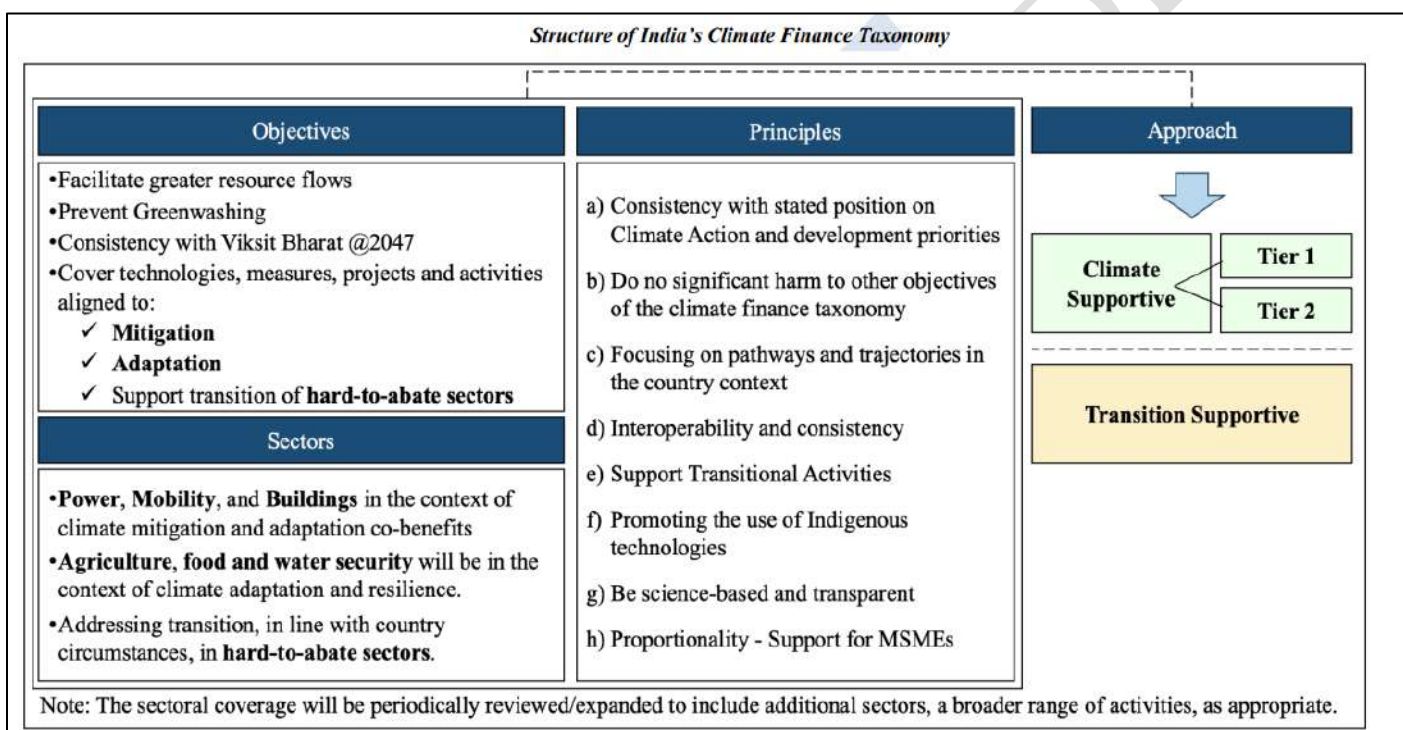 Structure of India's Climate Finance Taxonomy
Objectives
•Facilitate greater resource flows
•Prevent Greenwashing
•Consistency with Viksit Bharat @2047
•Cover technologies, measures, projects and activities
aligned to:
✓ Mitigation
✓ Adaptation
✓ Support transition of hard-to-abate sectors
Sectors
•Power, Mobility, and Buildings in the context of
climate mitigation and adaptation co-benefits
•Agriculture, food and water security will be in the
context of climate adaptation and resilience.
•Addressing transition, in line with country
circumstances, in hard-to-abate sectors.
Principles
a) Consistency with stated position on
Climate Action and development priorities
b) Do no significant harm to other objectives
of the climate finance taxonomy
c) Focusing on pathways and trajectories in
the country context
d) Interoperability and consistency
e) Support Transitional Activities
f) Promoting the use of Indigenous
technologies
g) Be science-based and transparent
h) Proportionality - Support for MSMEs
Approach
Climate
Supportive
Tier 1
Tier 2
Transition Supportive
Note: The sectoral coverage will be periodically reviewed/expanded to include additional sectors, a broader range of activities, as appropriate.